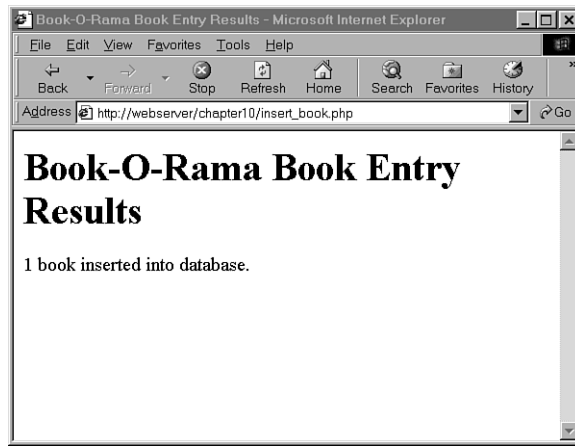 Book-O-Rama Book Entry Results - Microsoft Internet Explorer
File Edit View Favorites Tools Help
Back Forward Stop Refresh Home Search Favorites History »
Address http://webserver/chapter10/insert_book.php Go
Book-O-Rama Book Entry
Results
1 book inserted into database.